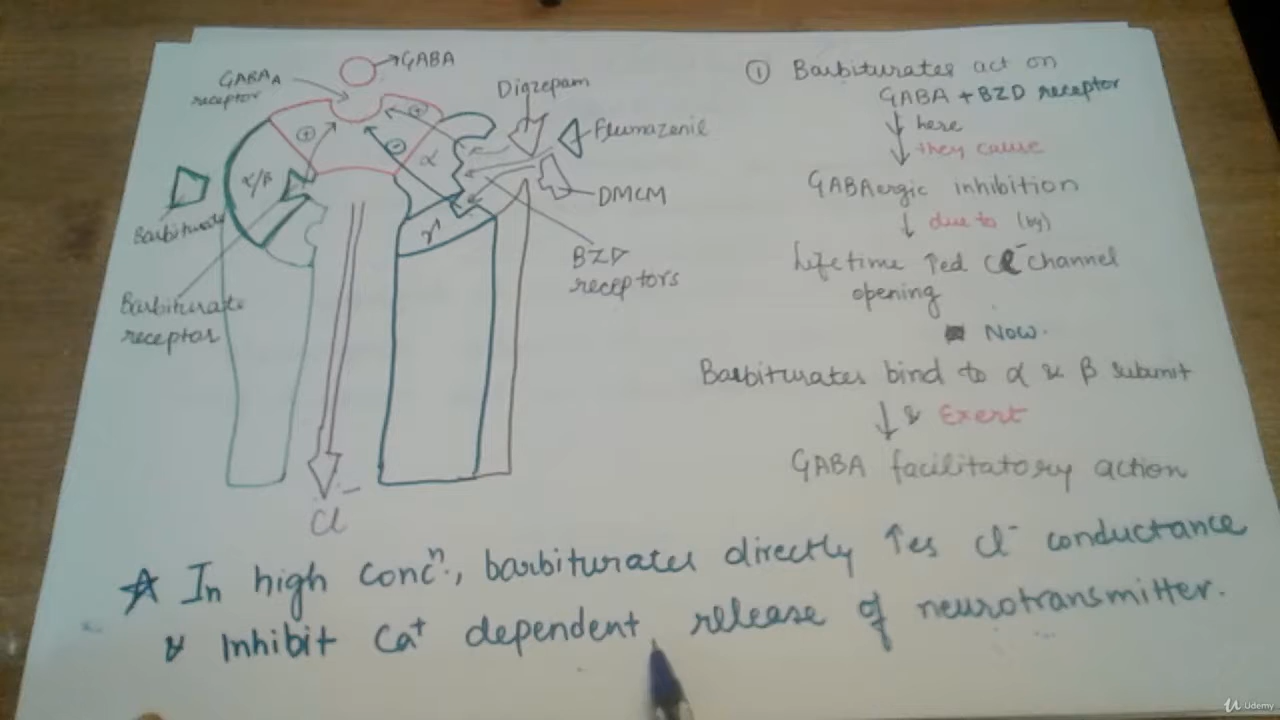 GABA
GABA A
receptor
Diazepam
Flumazenil
DMCM
BZD
receptors
α/β
α
γ
Barbiturate
Barbiturate
receptor
Cl⁻
① Barbiturates act on
GABA + BZD receptor
↓ here
↓ they cause
GABAergic inhibition
↓ due to (by)
Lifetime ↑ed Cl⁻ channel
opening
Now.
Barbiturates bind to α & β subunit
↓ & Exert
GABA facilitatory action
☆ In high concⁿ., barbiturates directly ↑es Cl⁻ conductance
& Inhibit Ca⁺ dependent release of neurotransmitter.
Udemy